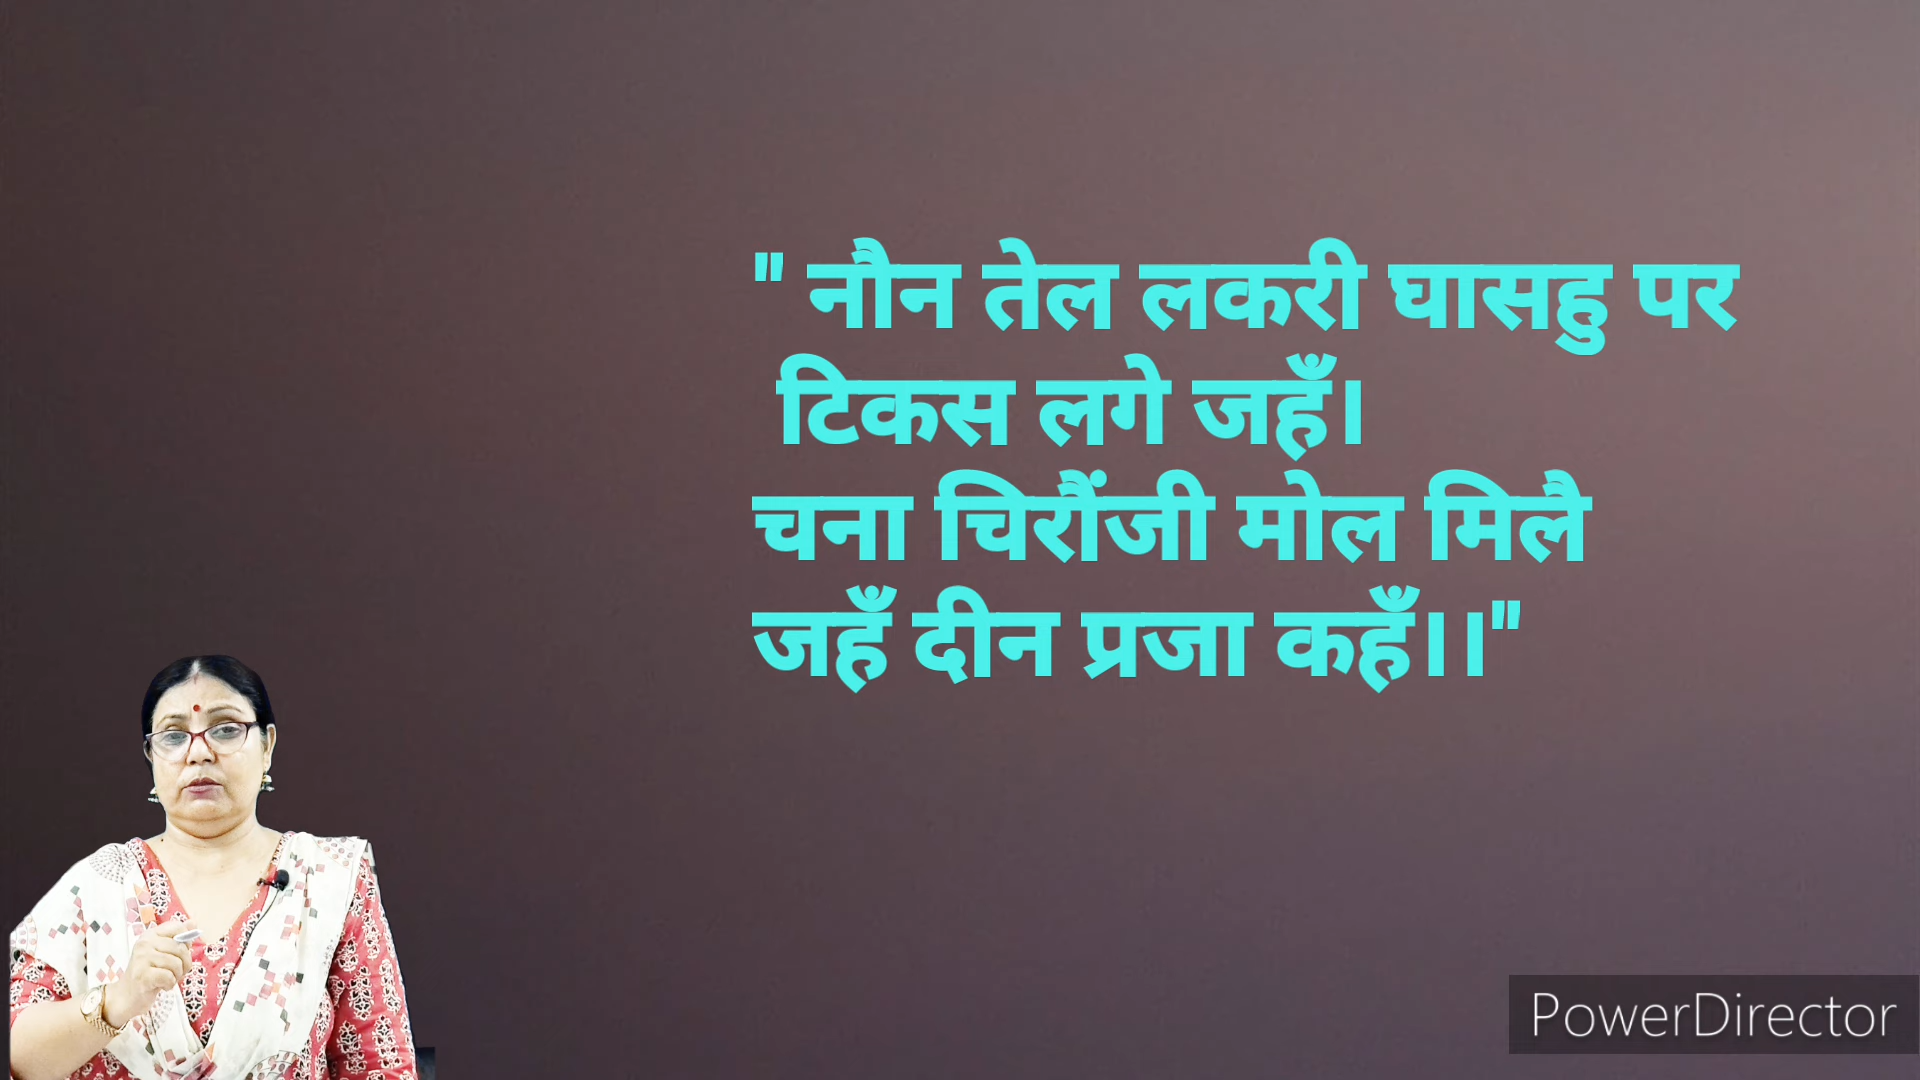 " नौन तेल लकरी घासहु पर
टिकस लगे जहँ।
चना चिरौंजी मोल मिलै
जहँ दीन प्रजा कहँ।।"
PowerDirector